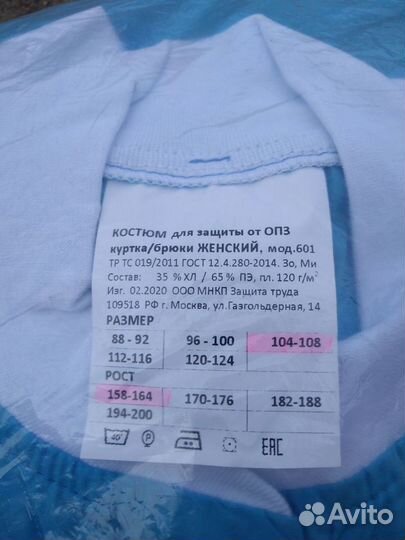 КОСТЮМ для защиты от ОПЗ
куртка/брюки ЖЕНСКИЙ, мод.601
ТР ТС 019/2011 ГОСТ 12.4.280-2014. Зо, Ми
Состав: 35 % ХЛ / 65 % ПЭ, пл. 120 г/м²
Изг. 02.2020 ООО МНКП Защита труда
109518 РФ г. Москва, ул.Газгольдерная, 14
РАЗМЕР
88 - 92 96 - 100 104-108
112-116 120-124
РОСТ
158-164 170-176 182-188
194-200
40° P EAC
Avito